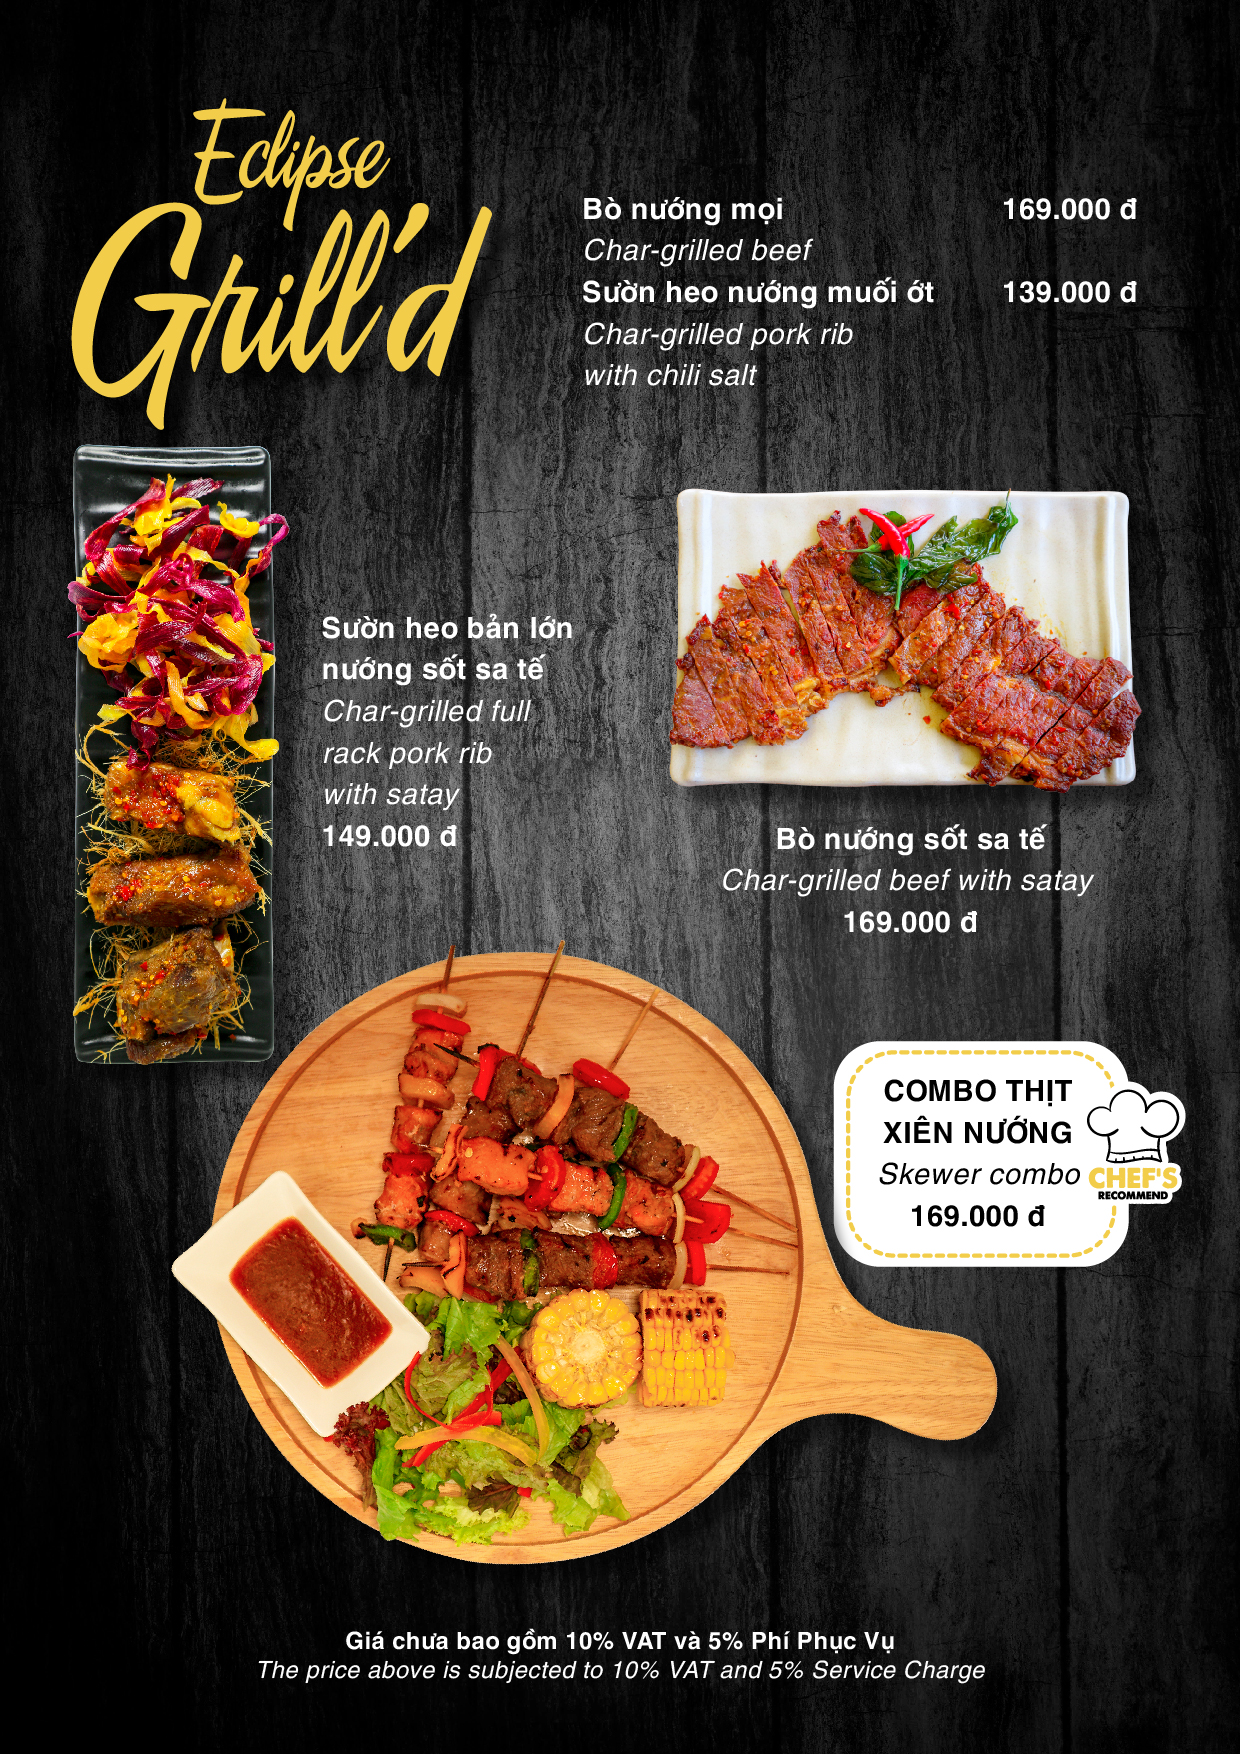 Eclipse
Grill'd
Bò nướng mọi 169.000 đ
Char-grilled beef
Sườn heo nướng muối ớt 139.000 đ
Char-grilled pork rib
with chili salt
Sườn heo bản lớn
nướng sốt sa tế
Char-grilled full
rack pork rib
with satay
149.000 đ
Bò nướng sốt sa tế
Char-grilled beef with satay
169.000 đ
COMBO THỊT
XIÊN NƯỚNG
Skewer combo
169.000 đ
CHEF'S
RECOMMEND
Giá chưa bao gồm 10% VAT và 5% Phí Phục Vụ
The price above is subjected to 10% VAT and 5% Service Charge